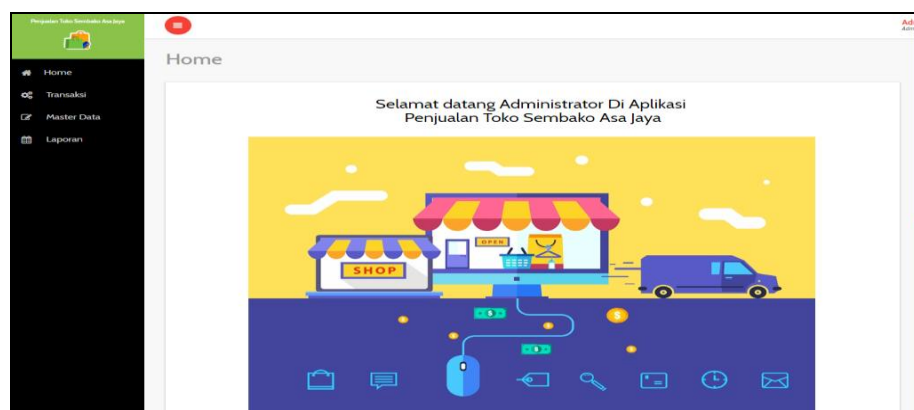 Penjualan Toko Sembako Asa Jaya
Home
Transaksi
Master Data
Laporan
Home
Selamat datang Administrator Di Aplikasi
Penjualan Toko Sembako Asa Jaya
OPEN
SHOP